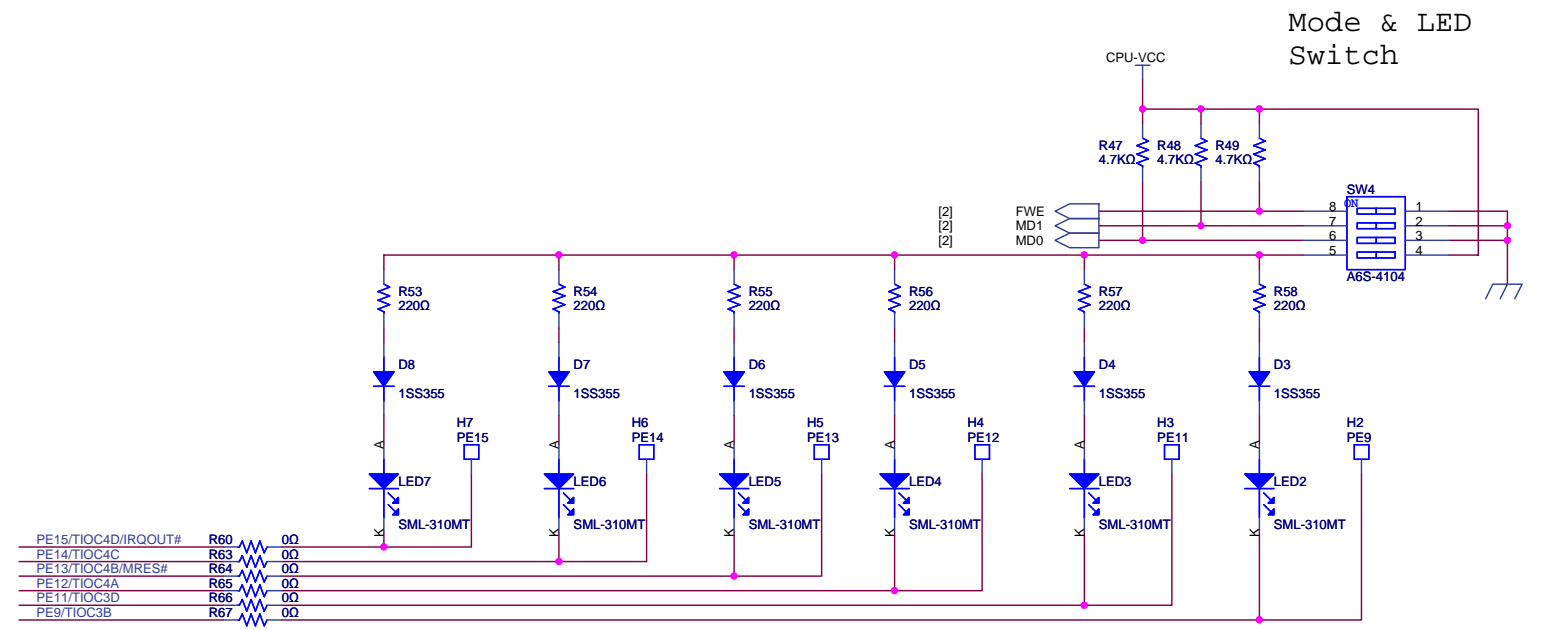 Mode & LED
Switch
CPU-VCC
R47
4.7KΩ
R48
4.7KΩ
R49
4.7KΩ
SW4
ON
[2]
FWE
8
1
[2]
MD1
7
2
[2]
MD0
6
3
5
4
A6S-4104
R53
220Ω
R54
220Ω
R55
220Ω
R56
220Ω
R57
220Ω
R58
220Ω
D8
1SS355
D7
1SS355
D6
1SS355
D5
1SS355
D4
1SS355
D3
1SS355
H7
PE15
H6
PE14
H5
PE13
H4
PE12
H3
PE11
H2
PE9
A
A
A
A
A
A
LED7
SML-310MT
LED6
SML-310MT
LED5
SML-310MT
LED4
SML-310MT
LED3
SML-310MT
LED2
SML-310MT
K
K
K
K
K
K
PE15/TIOC4D/IRQOUT# R60 0Ω
PE14/TIOC4C R63 0Ω
PE13/TIOC4B/MRES# R64 0Ω
PE12/TIOC4A R65 0Ω
PE11/TIOC3D R66 0Ω
PE9/TIOC3B R67 0Ω